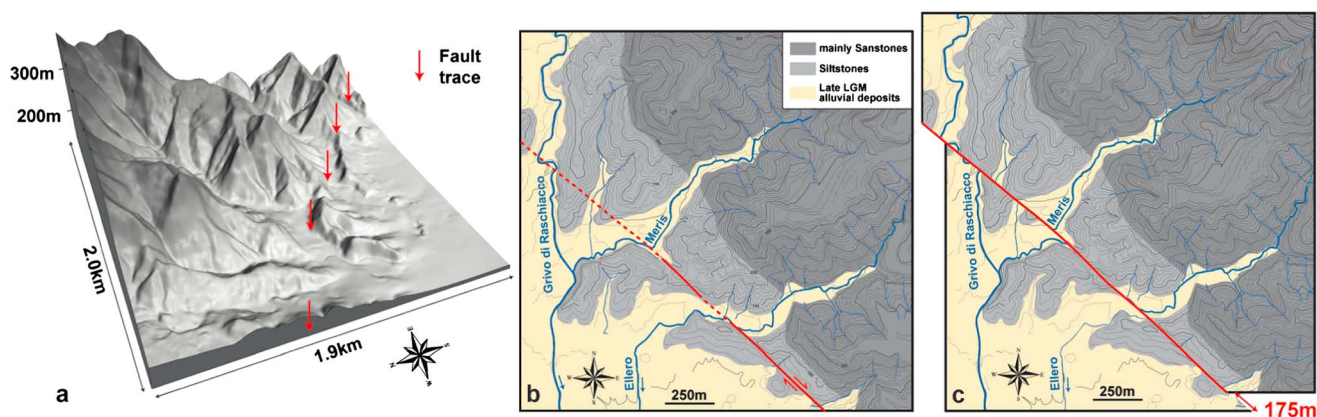 300m
200m
Fault
trace
2.0km
1.9km
a
mainly Sanstones
Siltstones
Late LGM
alluvial deposits
Grivo di Raschiacco
Meris
Ellero
N
W
E
S
250m
b
Grivo di Raschiacco
Meris
Ellero
N
W
E
S
250m
c
175m